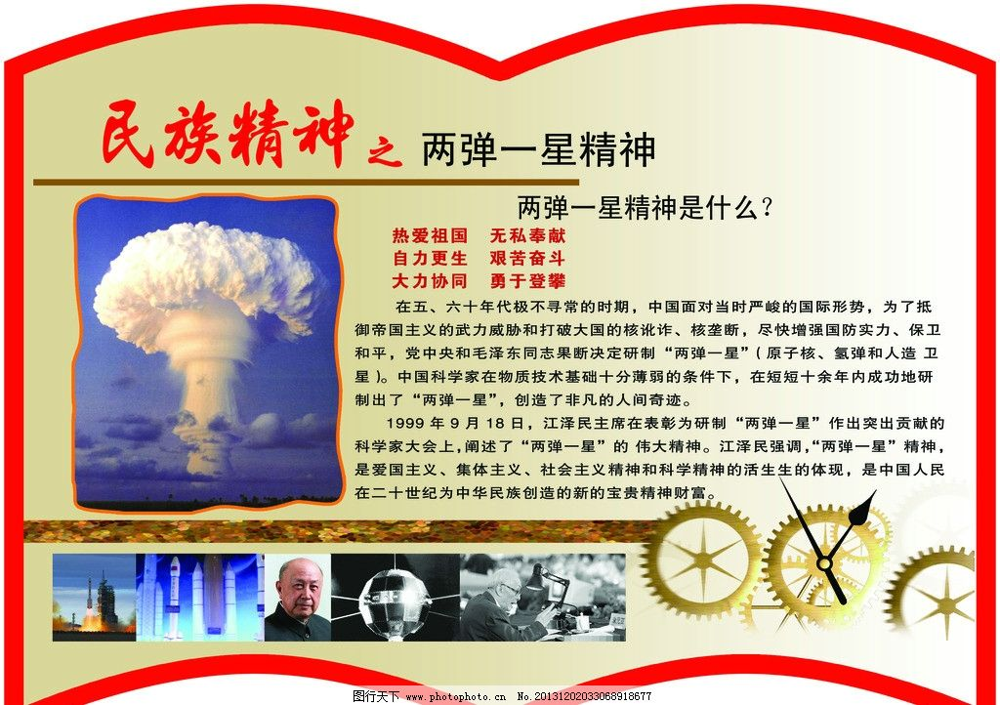 民族精神之两弹一星精神
两弹一星精神是什么?
热爱祖国 无私奉献
自力更生 艰苦奋斗
大力协同 勇于登攀
在五、六十年代极不寻常的时期，中国面对当时严峻的国际形势，为了抵
御帝国主义的武力威胁和打破大国的核讹诈、核垄断，尽快增强国防实力、保卫
和平，党中央和毛泽东同志果断决定研制“两弹一星”(原子核、氢弹和人造 卫
星)。中国科学家在物质技术基础十分薄弱的条件下，在短短十余年内成功地研
制出了“两弹一星”，创造了非凡的人间奇迹。
1999 年 9 月 18 日，江泽民主席在表彰为研制“两弹一星”作出突出贡献的
科学家大会上，阐述了“两弹一星”的 伟大精神。江泽民强调，“两弹一星”精神，
是爱国主义、集体主义、社会主义精神和科学精神的活生生的体现，是中国人民
在二十世纪为中华民族创造的新的宝贵精神财富。
图行天下 www.photophoto.cn No.20131202033068918677